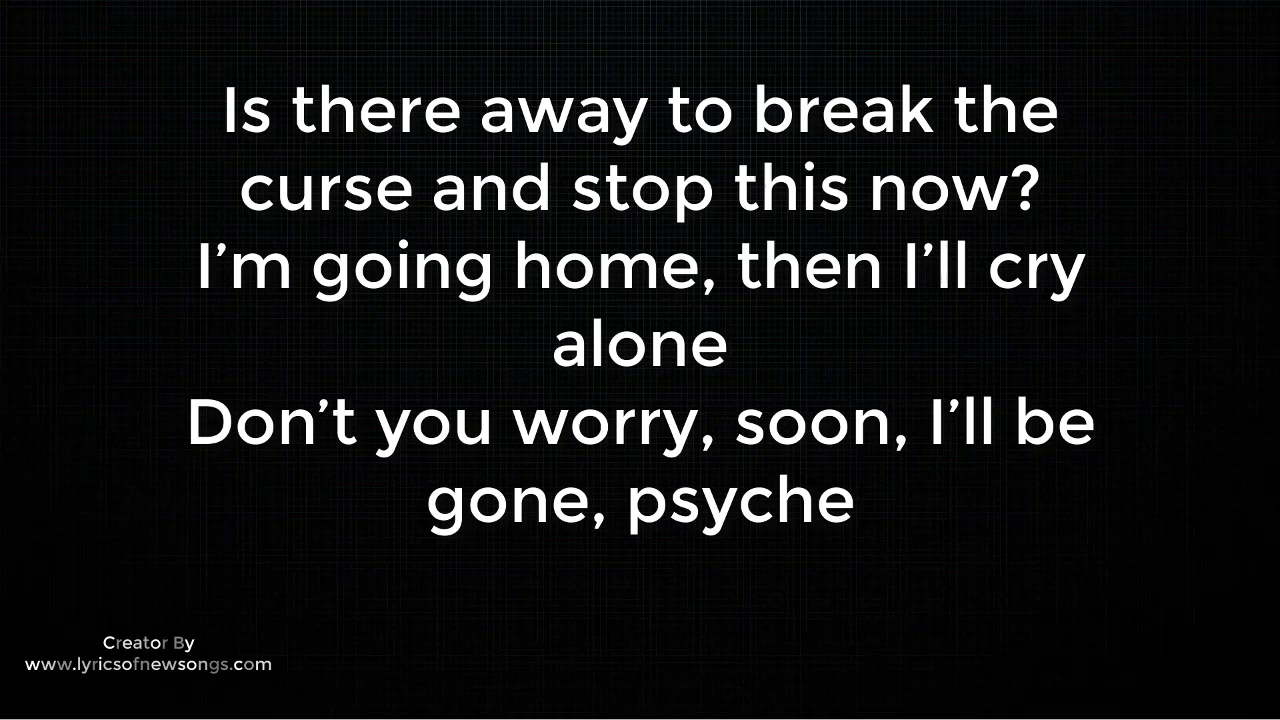 Is there away to break the
curse and stop this now?
I’m going home, then I’ll cry
alone
Don’t you worry, soon, I’ll be
gone, psyche
Creator By
www.lyricsofnewsongs.com